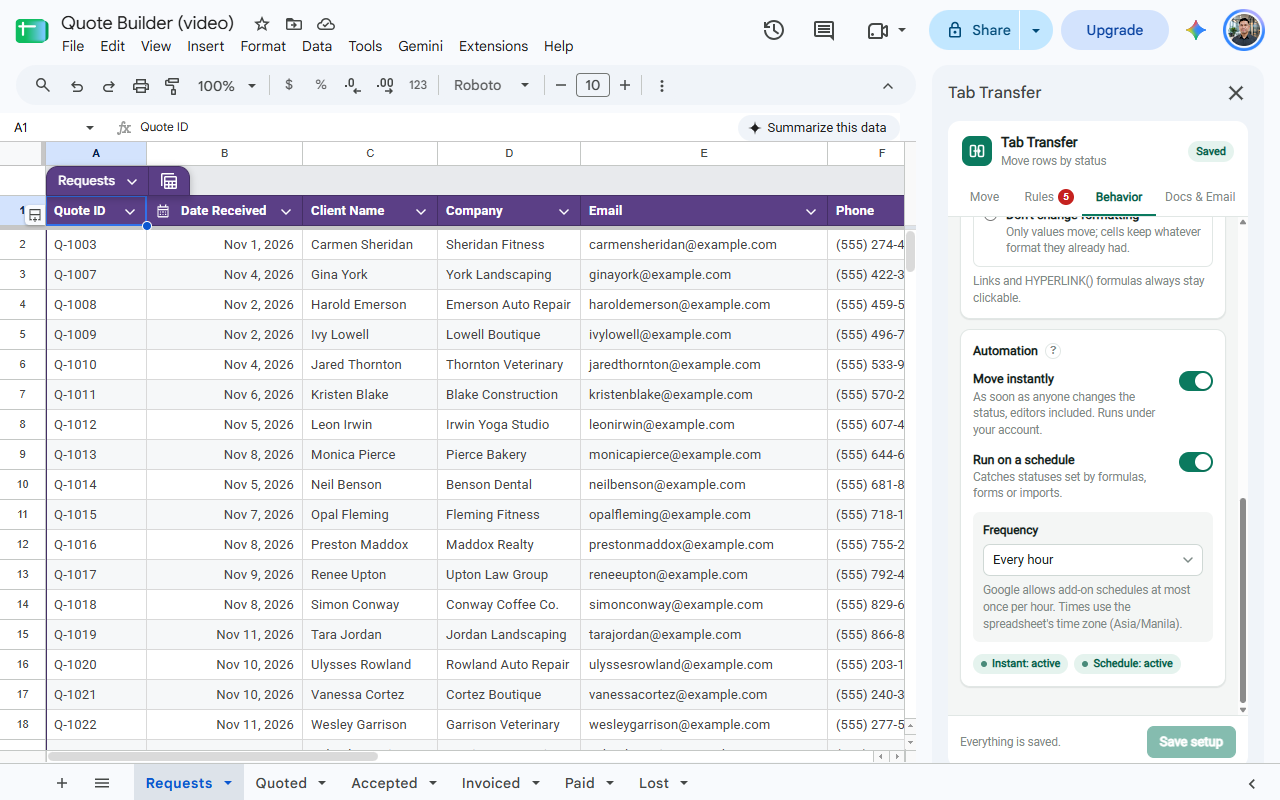 Quote Builder (video)
File Edit View Insert Format Data Tools Gemini Extensions Help
Share
Upgrade
100% $ % .0 .00 123 Roboto 10
A1
Quote ID
Summarize this data
A B C D E F
Requests
1 Quote ID Date Received Client Name Company Email Phone
2 Q-1003 Nov 1, 2026 Carmen Sheridan Sheridan Fitness carmensheridan@example.com (555) 274-4
3 Q-1007 Nov 4, 2026 Gina York York Landscaping ginayork@example.com (555) 422-3
4 Q-1008 Nov 2, 2026 Harold Emerson Emerson Auto Repair haroldemerson@example.com (555) 459-5
5 Q-1009 Nov 2, 2026 Ivy Lowell Lowell Boutique ivylowell@example.com (555) 496-7
6 Q-1010 Nov 4, 2026 Jared Thornton Thornton Veterinary jaredthornton@example.com (555) 533-9
7 Q-1011 Nov 6, 2026 Kristen Blake Blake Construction kristenblake@example.com (555) 570-2
8 Q-1012 Nov 5, 2026 Leon Irwin Irwin Yoga Studio leonirwin@example.com (555) 607-4
9 Q-1013 Nov 8, 2026 Monica Pierce Pierce Bakery monicapierce@example.com (555) 644-6
10 Q-1014 Nov 5, 2026 Neil Benson Benson Dental neilbenson@example.com (555) 681-8
11 Q-1015 Nov 7, 2026 Opal Fleming Fleming Fitness opalfleming@example.com (555) 718-1
12 Q-1016 Nov 8, 2026 Preston Maddox Maddox Realty prestonmaddox@example.com (555) 755-2
13 Q-1017 Nov 9, 2026 Renee Upton Upton Law Group reneeupton@example.com (555) 792-4
14 Q-1018 Nov 8, 2026 Simon Conway Conway Coffee Co. simonconway@example.com (555) 829-6
15 Q-1019 Nov 11, 2026 Tara Jordan Jordan Landscaping tarajordan@example.com (555) 866-8
16 Q-1020 Nov 10, 2026 Ulysses Rowland Rowland Auto Repair ulyssesrowland@example.com (555) 203-1
17 Q-1021 Nov 10, 2026 Vanessa Cortez Cortez Boutique vanessacortez@example.com (555) 240-3
18 Q-1022 Nov 11, 2026 Wesley Garrison Garrison Veterinary wesleygarrison@example.com (555) 277-5
Requests Quoted Accepted Invoiced Paid Lost
Tab Transfer
Tab Transfer
Move rows by status
Saved
Move Rules 5 Behavior Docs & Email
Don't change formatting
Only values move; cells keep whatever
format they already had.
Links and HYPERLINK() formulas always stay
clickable.
Automation ?
Move instantly
As soon as anyone changes the
status, editors included. Runs under
your account.
Run on a schedule
Catches statuses set by formulas,
forms or imports.
Frequency
Every hour
Google allows add-on schedules at most
once per hour. Times use the
spreadsheet's time zone (Asia/Manila).
Instant: active Schedule: active
Everything is saved.
Save setup